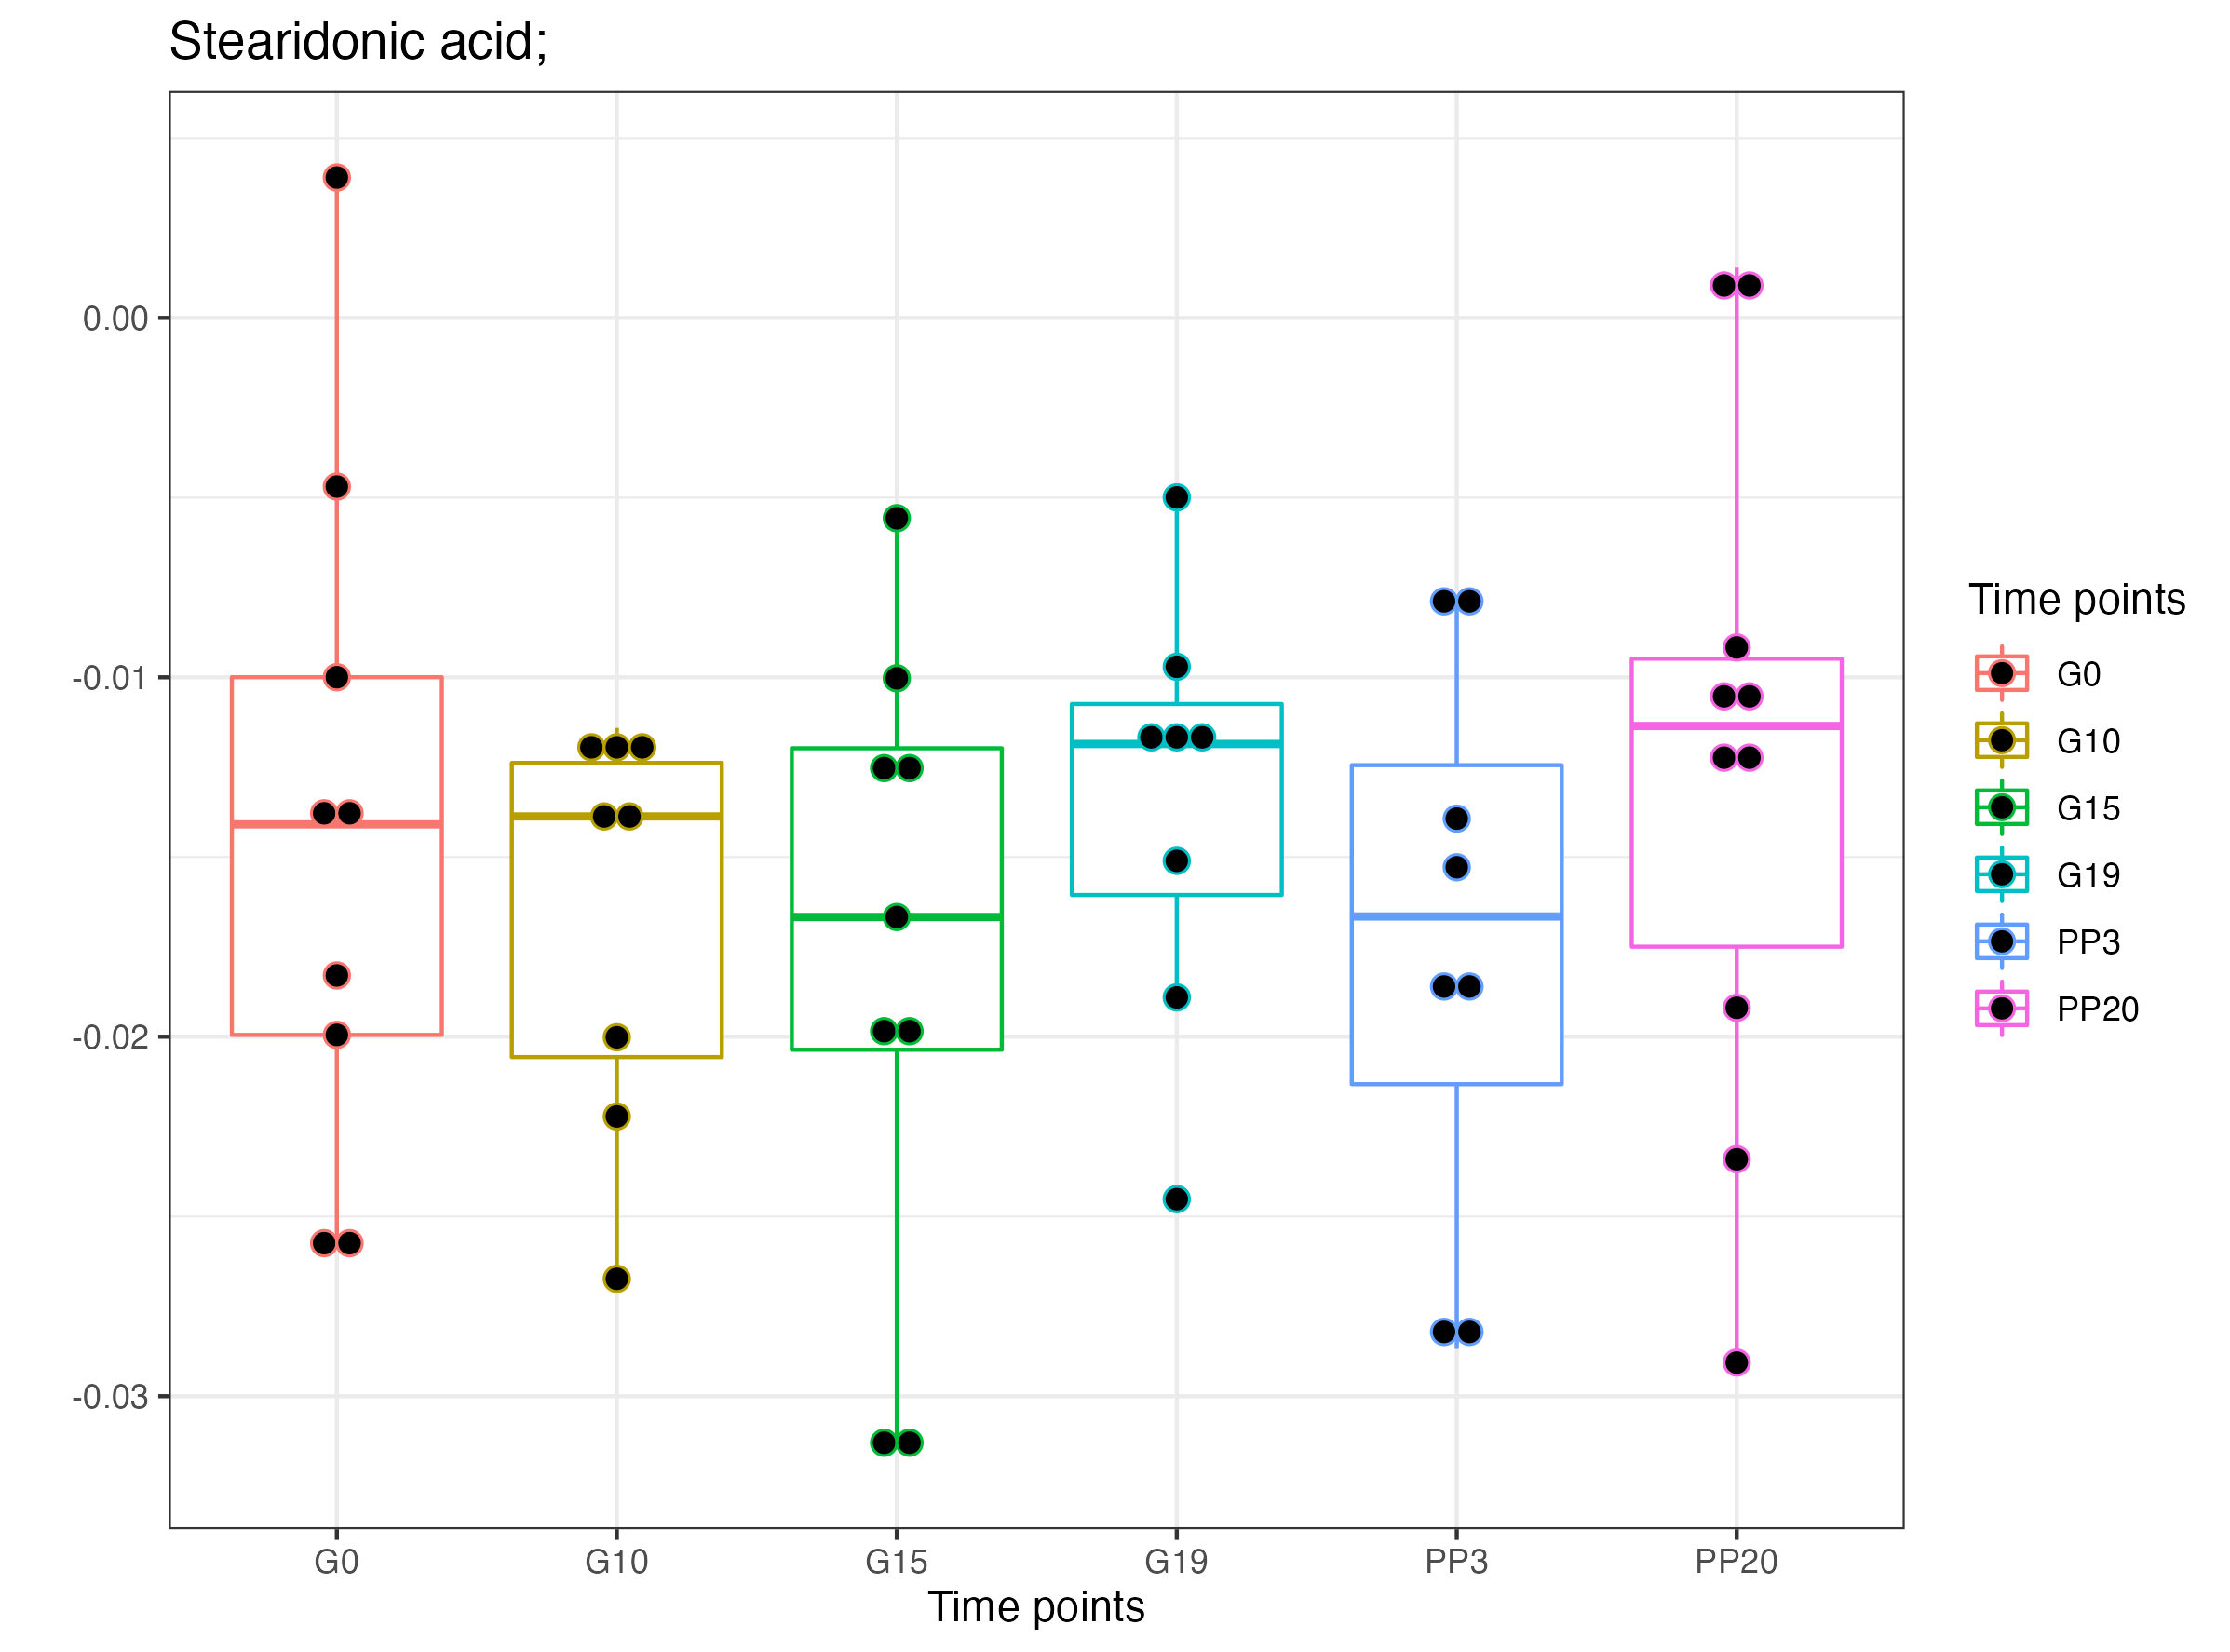 Stearidonic acid;
0.00
-0.01
-0.02
-0.03
G0 G10 G15 G19 PP3 PP20
Time points
Time points
G0
G10
G15
G19
PP3
PP20